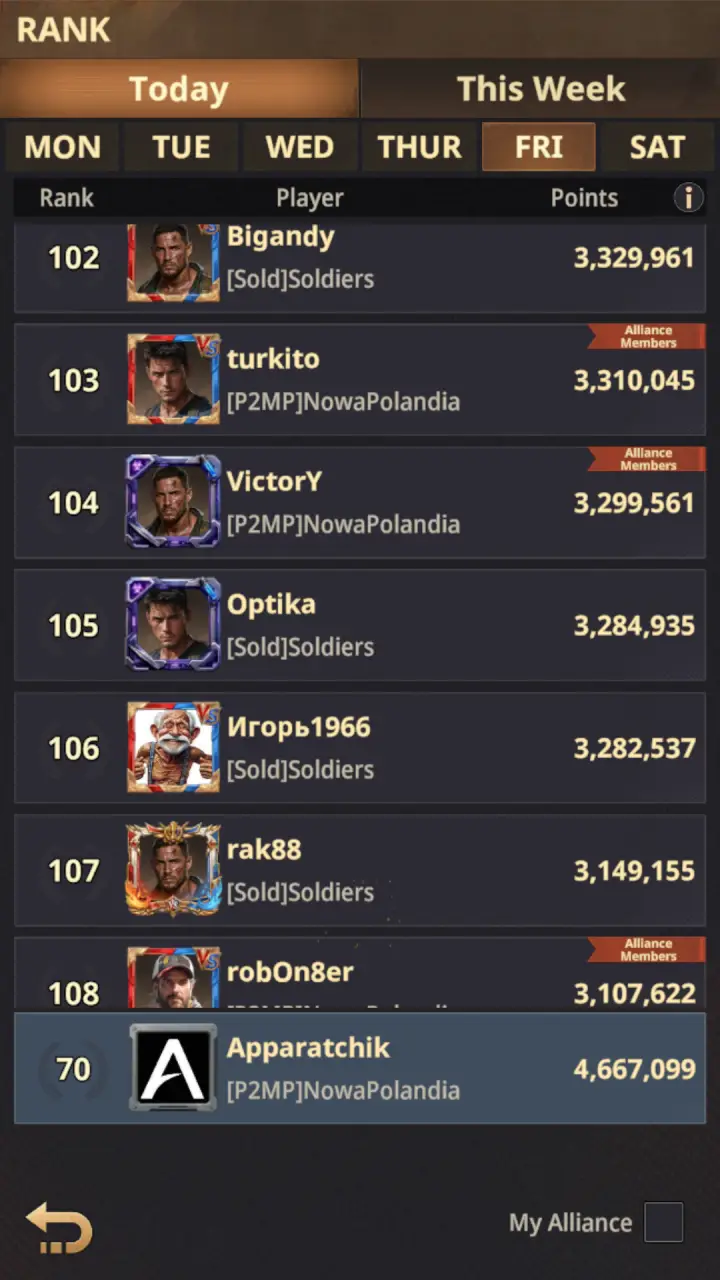 RANK
Today
This Week
MON
TUE
WED
THUR
FRI
SAT
Rank
Player
Points
i
102
Bigandy
[Sold]Soldiers
3,329,961
103
turkito
[P2MP]NowaPolandia
Alliance
Members
3,310,045
104
VictorY
[P2MP]NowaPolandia
Alliance
Members
3,299,561
105
Optika
[Sold]Soldiers
3,284,935
106
Игорь1966
[Sold]Soldiers
3,282,537
107
rak88
[Sold]Soldiers
3,149,155
108
robOn8er
Alliance
Members
3,107,622
70
Apparatchik
[P2MP]NowaPolandia
4,667,099
My Alliance